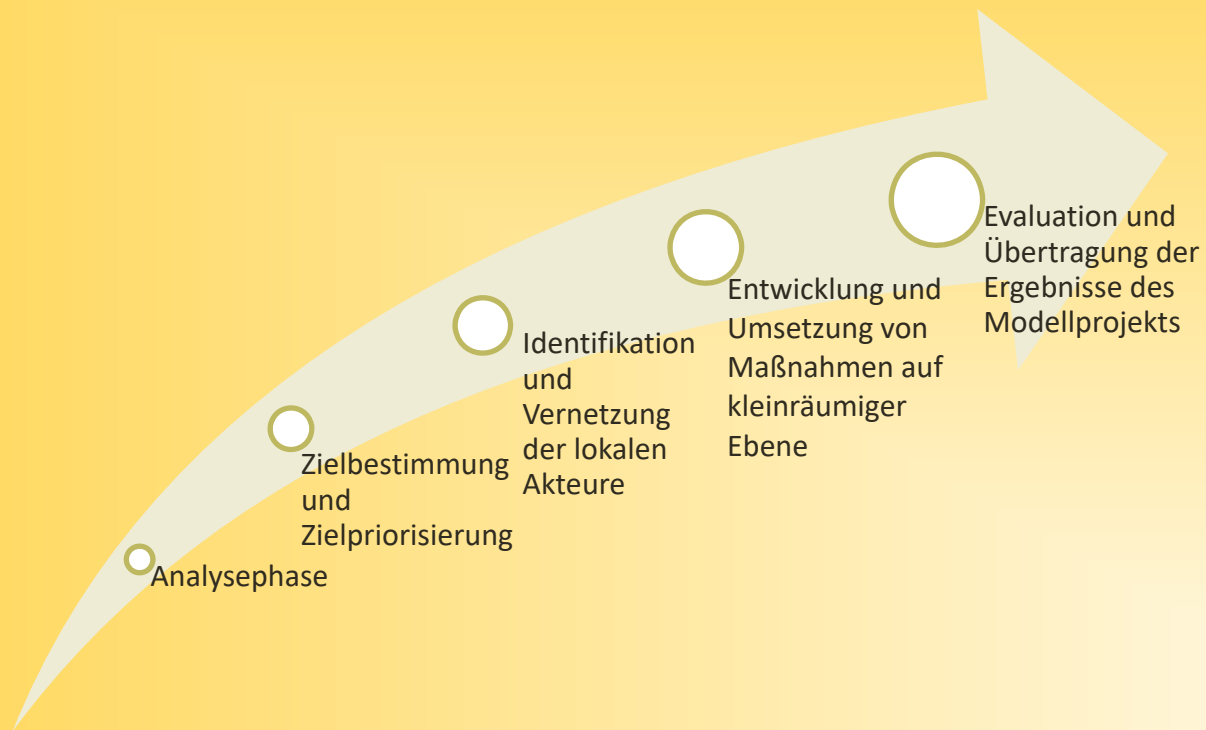 Analysephase
Zielbestimmung
und
Zielpriorisierung
Identifikation
und
Vernetzung
der lokalen
Akteure
Entwicklung und
Umsetzung von
Maßnahmen auf
kleinräumiger
Ebene
Evaluation und
Übertragung der
Ergebnisse des
Modellprojekts